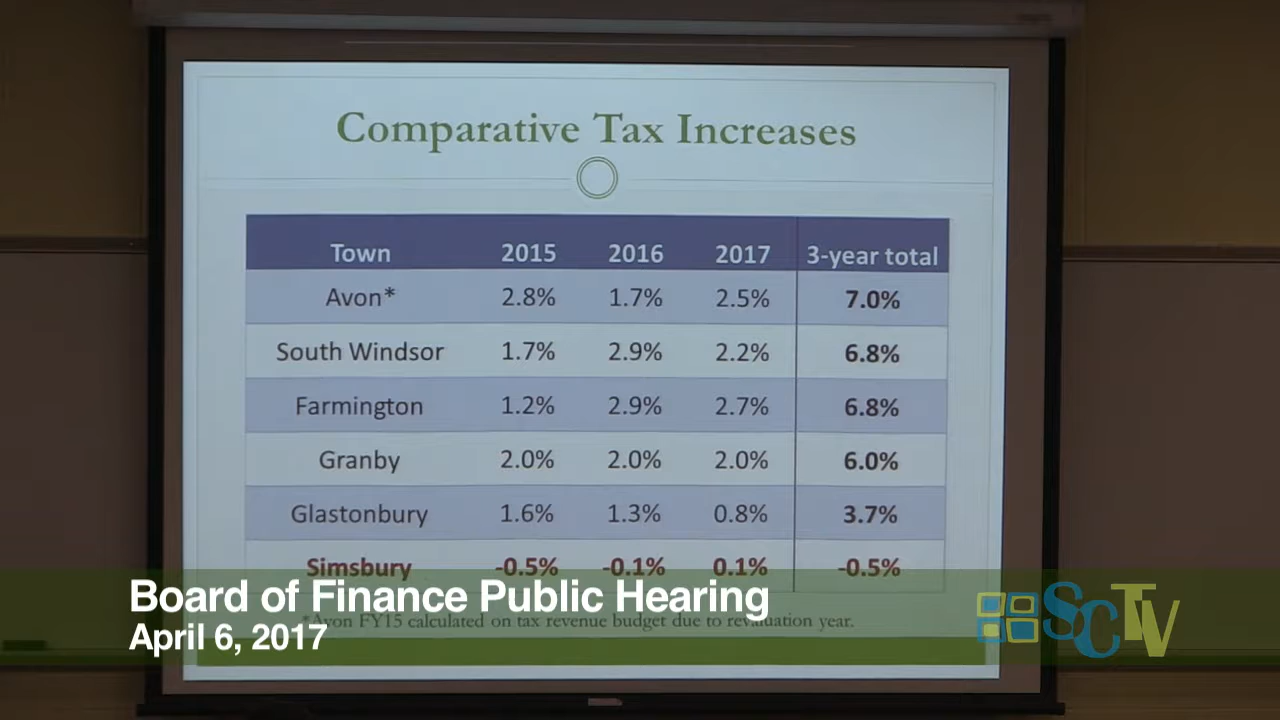 Comparative Tax Increases
Town 2015 2016 2017 3-year total
Avon* 2.8% 1.7% 2.5% 7.0%
South Windsor 1.7% 2.9% 2.2% 6.8%
Farmington 1.2% 2.9% 2.7% 6.8%
Granby 2.0% 2.0% 2.0% 6.0%
Glastonbury 1.6% 1.3% 0.8% 3.7%
Simsbury -0.5% -0.1% 0.1% -0.5%
Board of Finance Public Hearing
*Avon FY15 calculated on tax revenue budget due to revaluation year.
April 6, 2017
SCTV